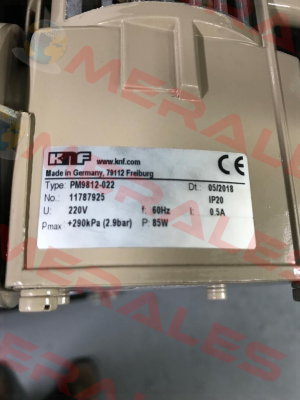 EMERALES
KNF www.knf.com CE
Made in Germany, 79112 Freiburg
Type: PM9812-022 Dt: 05/2018
No.: 11787925 IP20
U: 220V f: 60Hz I: 0.5A
Pmax +290kPa (2.9bar) P: 85W